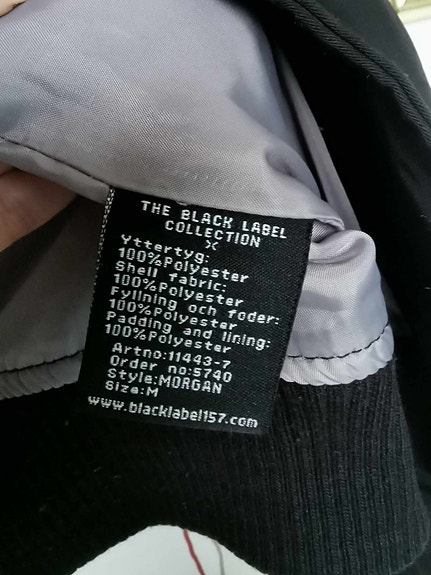 THE BLACK LABEL
COLLECTION
Yttertyg:
100%Polyester
Shell fabric:
100%Polyester
Fyllning och foder:
100%Polyester
Padding and lining:
100%Polyester
Artno:11443-7
Order no:5740
Style:MORGAN
Size:M
www.blacklabel157.com